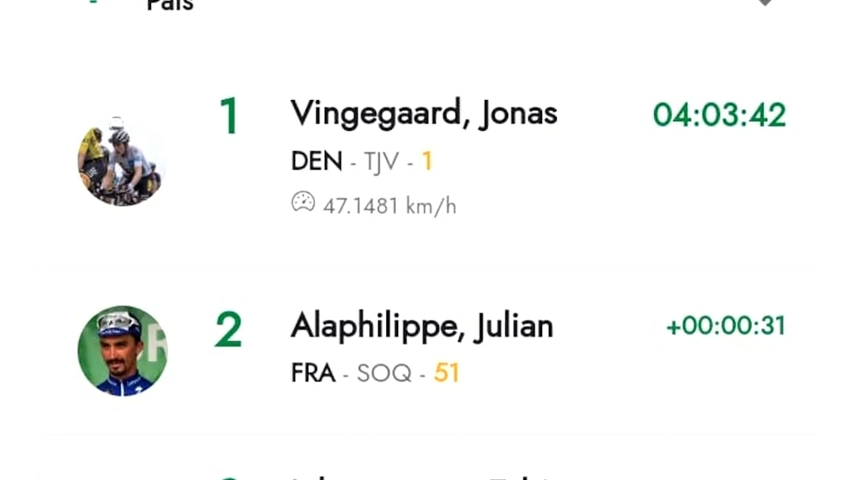 - País
1 Vingegaard, Jonas 04:03:42
DEN - TJV - 1
47.1481 km/h
2 Alaphilippe, Julian +00:00:31
FRA - SOQ - 51